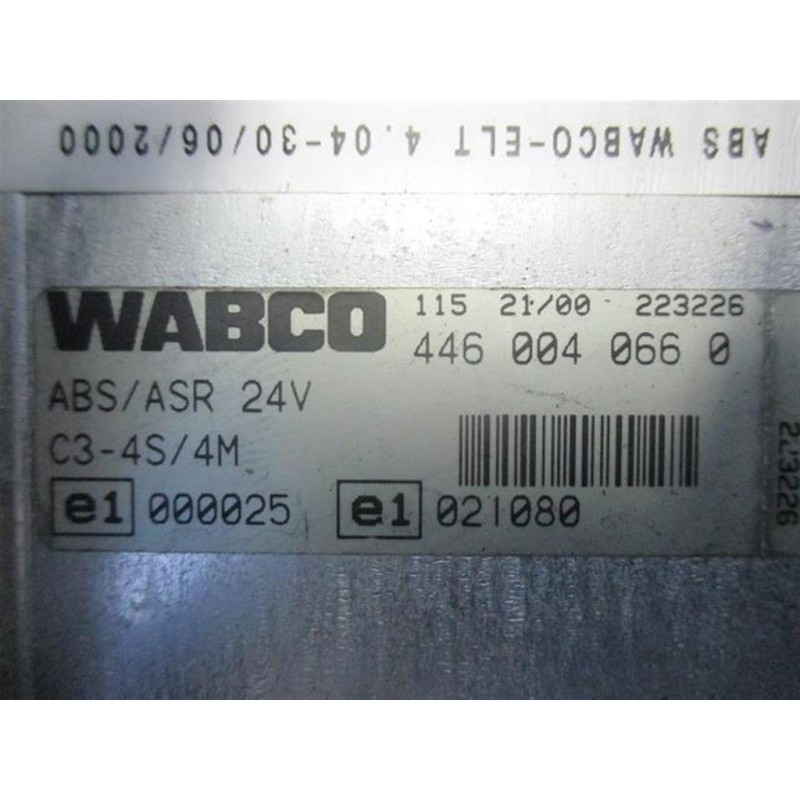 ABS WABCO-ELT 4.04-30/06/2000
WABCO
115 21/00 223226
446 004 066 0
ABS/ASR 24V
C3-4S/4M
e1 000025 e1 021080
223226